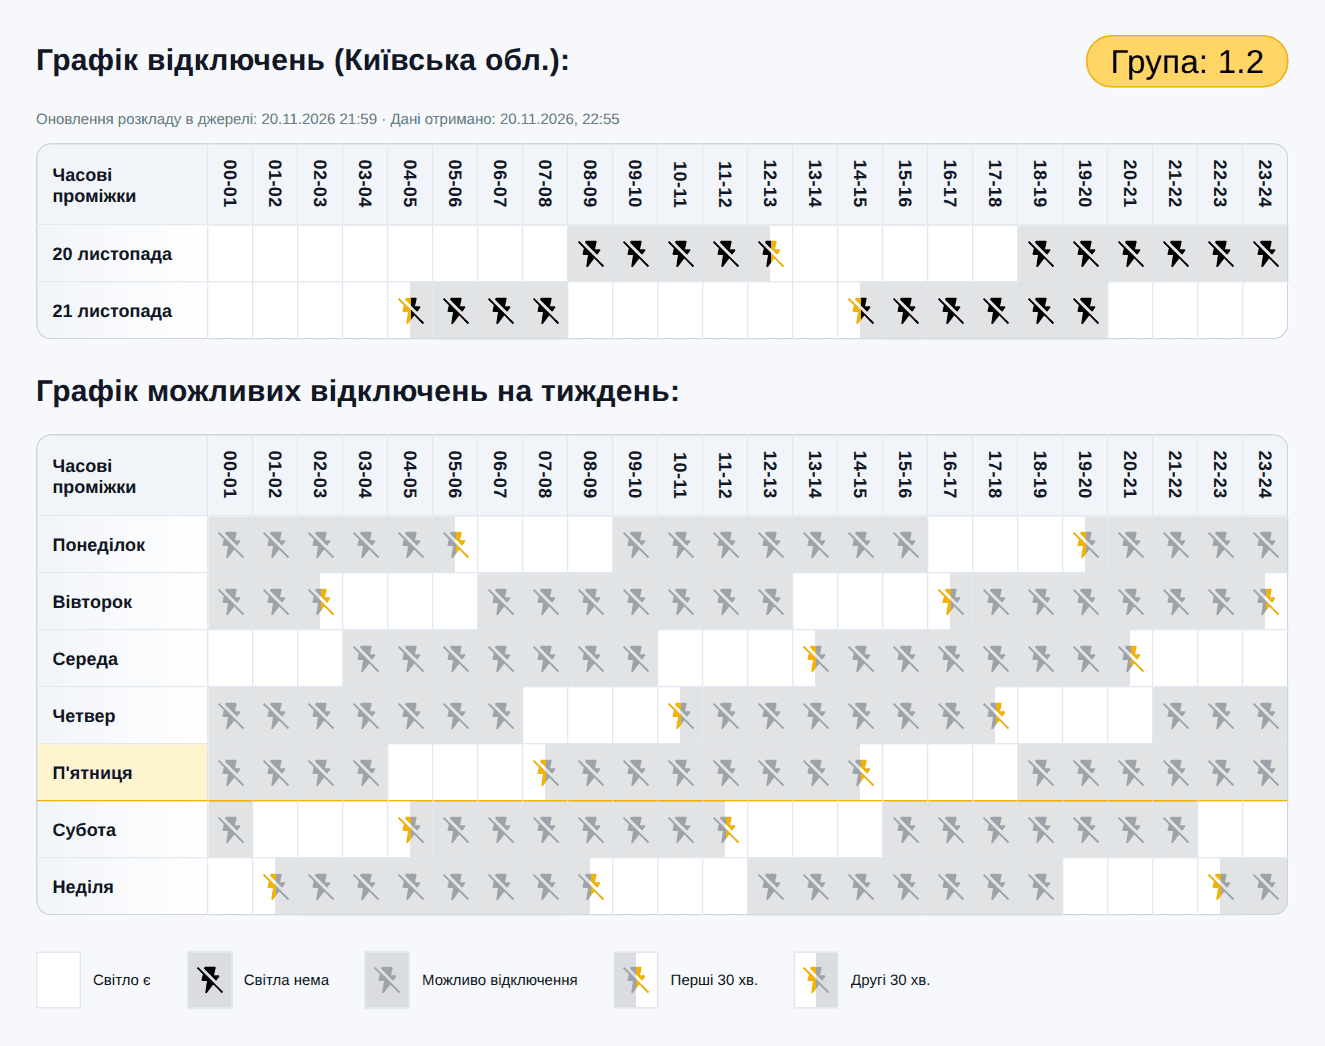 Графік відключень (Київська обл.):
Група: 1.2
Оновлення розкладу в джерелі: 20.11.2026 21:59 · Дані отримано: 20.11.2026, 22:55
Часові проміжки 00-01 01-02 02-03 03-04 04-05 05-06 06-07 07-08 08-09 09-10 10-11 11-12 12-13 13-14 14-15 15-16 16-17 17-18 18-19 19-20 20-21 21-22 22-23 23-24
20 листопада
21 листопада
Графік можливих відключень на тиждень:
Часові проміжки 00-01 01-02 02-03 03-04 04-05 05-06 06-07 07-08 08-09 09-10 10-11 11-12 12-13 13-14 14-15 15-16 16-17 17-18 18-19 19-20 20-21 21-22 22-23 23-24
Понеділок
Вівторок
Середа
Четвер
П'ятниця
Субота
Неділя
Світло є
Світла нема
Можливо відключення
Перші 30 хв.
Другі 30 хв.